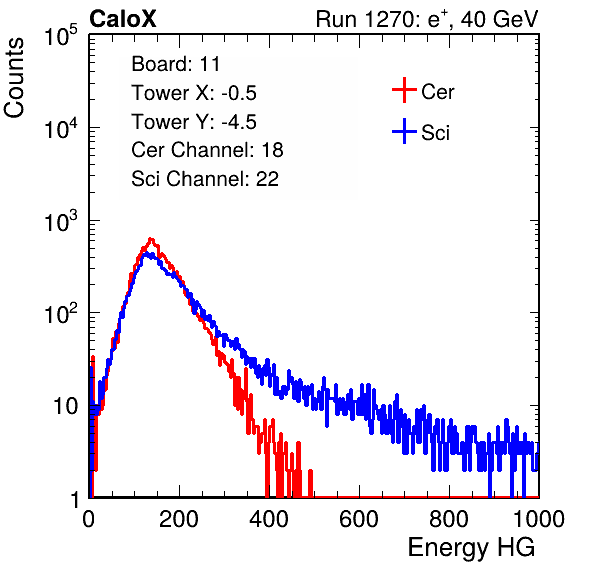 CaloX Run 1270: e⁺, 40 GeV
Counts
Board: 11
Tower X: -0.5
Tower Y: -4.5
Cer Channel: 18
Sci Channel: 22
Cer
Sci
10⁵
10⁴
10³
10²
10
1
0 200 400 600 800 1000
Energy HG